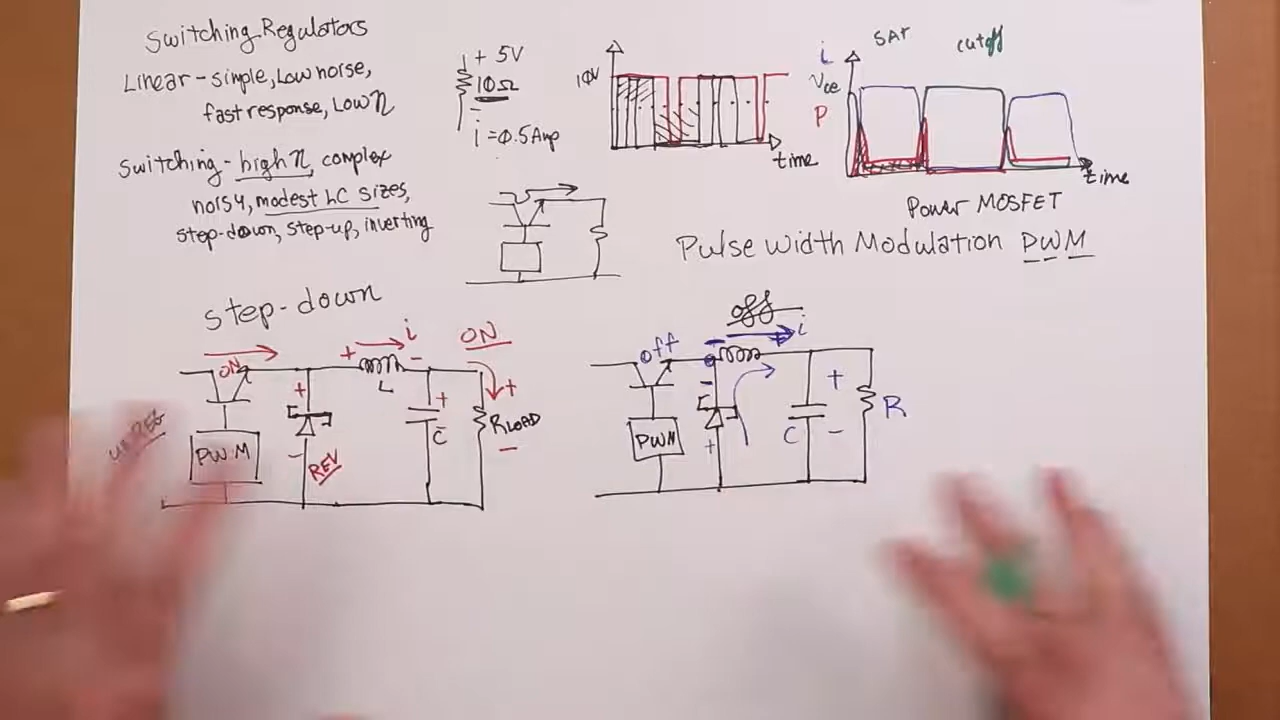 Switching Regulators
Linear - simple, Low noise,
fast response, Low η
Switching - high η, complex
noisy, modest LC sizes,
step-down, step-up, inverting
+ 5V
10Ω
-
i = 0.5Amp
10V
time
i
Vce
P
SAT
cutoff
time
Power MOSFET
Pulse Width Modulation PWM
step-down
ON
+
i
-
ON
L
+
-
REV
+
C
-
+
RLOAD
-
UNREG
PWM
off
off
i
-
+
PWM
C
+
-
R